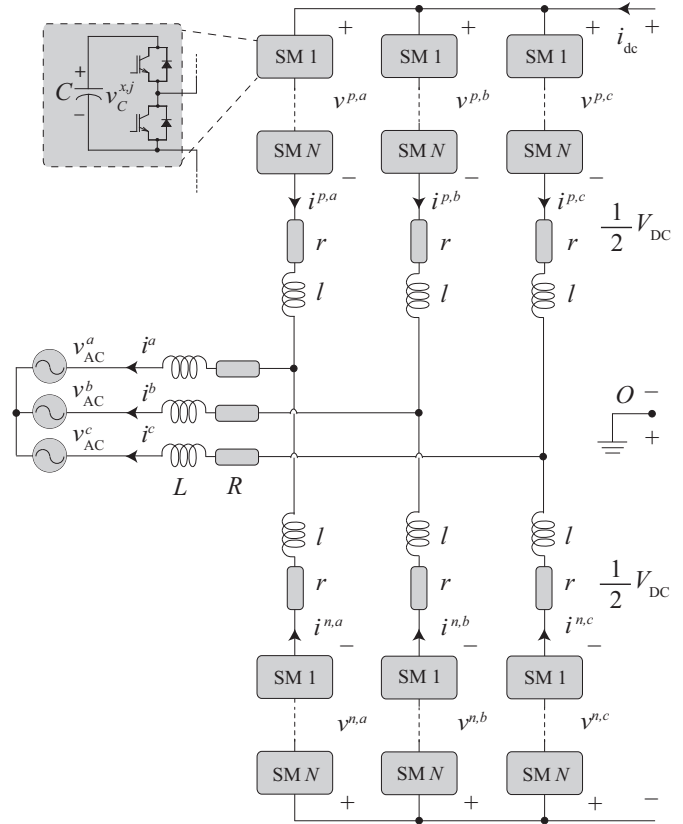 SM 1 SM 1 SM 1
+ + + i_dc +
C + − v_C^{x,j}
v^{p,a} v^{p,b} v^{p,c}
SM N SM N SM N
− − −
i^{p,a} i^{p,b} i^{p,c}
r r r 1/2 V_DC
l l l
v_AC^a i^a
v_AC^b i^b O −
v_AC^c i^c +
L R
l l l
r r r 1/2 V_DC
i^{n,a} i^{n,b} i^{n,c}
− − −
SM 1 SM 1 SM 1
v^{n,a} v^{n,b} v^{n,c}
SM N SM N SM N
+ + + −